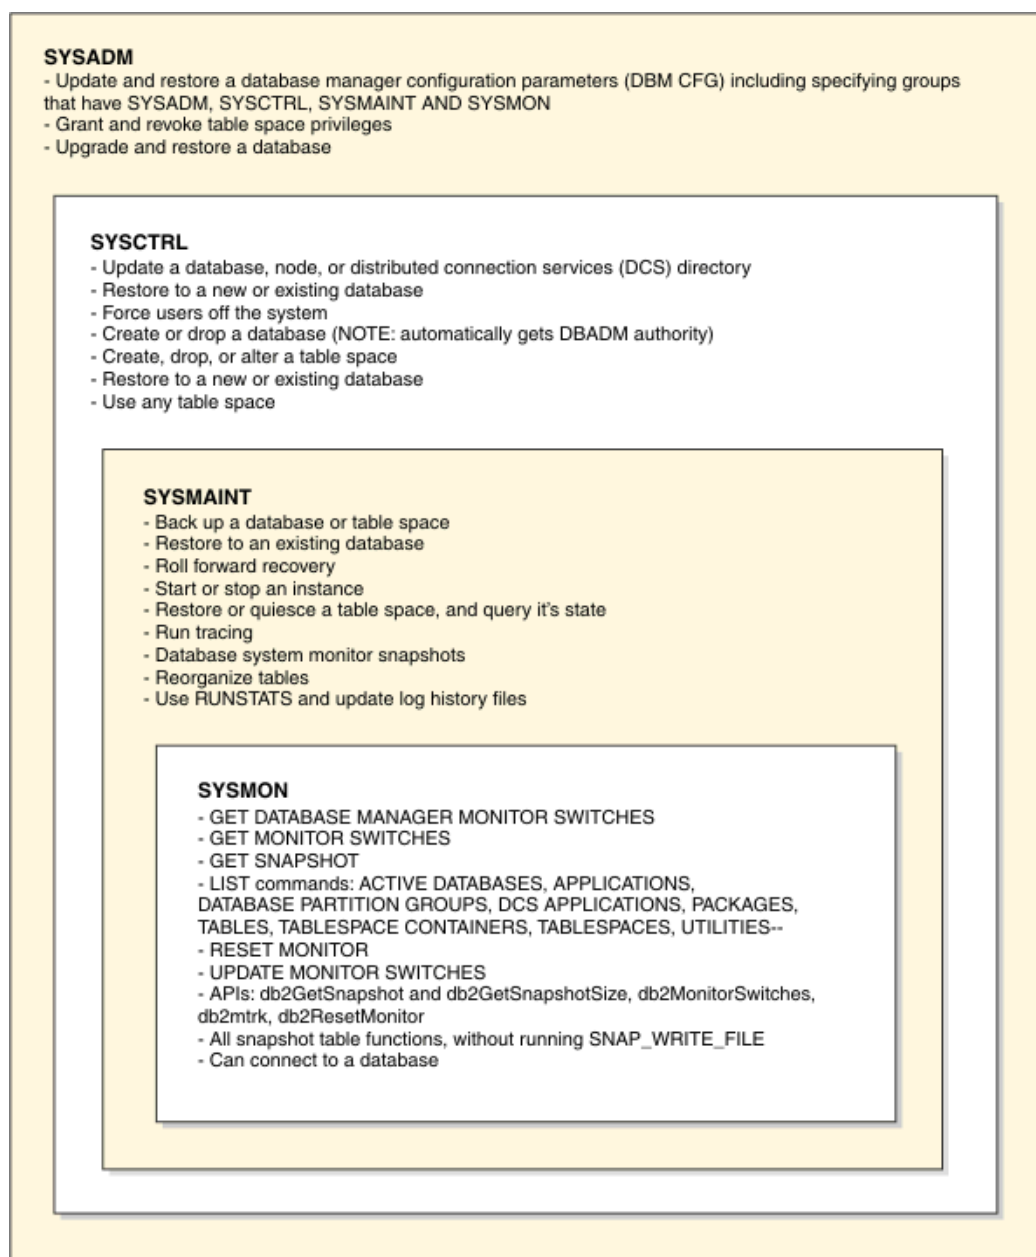 SYSADM
- Update and restore a database manager configuration parameters (DBM CFG) including specifying groups
that have SYSADM, SYSCTRL, SYSMAINT AND SYSMON
- Grant and revoke table space privileges
- Upgrade and restore a database
SYSCTRL
- Update a database, node, or distributed connection services (DCS) directory
- Restore to a new or existing database
- Force users off the system
- Create or drop a database (NOTE: automatically gets DBADM authority)
- Create, drop, or alter a table space
- Restore to a new or existing database
- Use any table space
SYSMAINT
- Back up a database or table space
- Restore to an existing database
- Roll forward recovery
- Start or stop an instance
- Restore or quiesce a table space, and query it's state
- Run tracing
- Database system monitor snapshots
- Reorganize tables
- Use RUNSTATS and update log history files
SYSMON
- GET DATABASE MANAGER MONITOR SWITCHES
- GET MONITOR SWITCHES
- GET SNAPSHOT
- LIST commands: ACTIVE DATABASES, APPLICATIONS,
DATABASE PARTITION GROUPS, DCS APPLICATIONS, PACKAGES,
TABLES, TABLESPACE CONTAINERS, TABLESPACES, UTILITIES--
- RESET MONITOR
- UPDATE MONITOR SWITCHES
- APIs: db2GetSnapshot and db2GetSnapshotSize, db2MonitorSwitches,
db2mtrk, db2ResetMonitor
- All snapshot table functions, without running SNAP_WRITE_FILE
- Can connect to a database